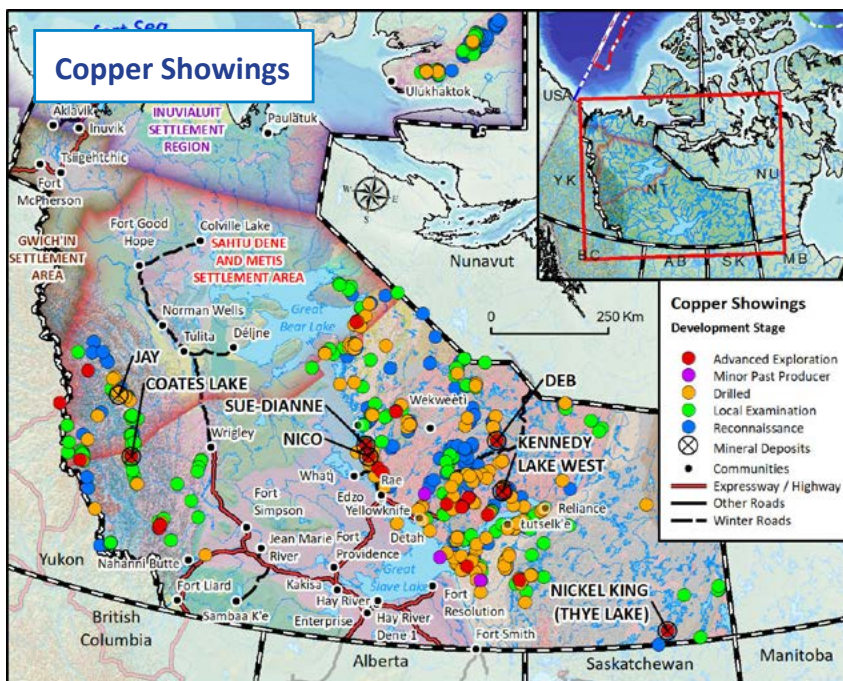 Fort Sea
Copper Showings
Ulukhaktok
Aklavik
Inuvik
INUVIALUIT
SETTLEMENT
REGION
Paulatuk
Tsiigehtchic
Fort
McPherson
USA
YK
NT
NU
BC
AB
SK
MB
GWICH'IN
SETTLEMENT
AREA
Fort Good
Hope
Colville Lake
SAHTU DENE
AND METIS
SETTLEMENT AREA
Nunavut
W
E
S
Norman Wells
Great
Bear Lake
Tulita
Délįne
0
250 Km
Copper Showings
Development Stage
Advanced Exploration
Minor Past Producer
Drilled
Local Examination
Reconnaissance
Mineral Deposits
Communities
Expressway / Highway
Other Roads
Winter Roads
JAY
COATES LAKE
SUE-DIANNE
NICO
DEB
KENNEDY
LAKE WEST
Wekweetì
Wrigley
Whatì
Rae
Edzo
Yellowknife
Reliance
Łutselk'e
Detah
Fort
Simpson
Jean Marie
River
Fort
Providence
Yukon
Nahanni Butte
Great
Slave Lake
Kakisa
Fort
Resolution
Fort Liard
Sambaa K'e
Hay River
Enterprise
Hay River
Dene 1
Fort Smith
NICKEL KING
(THYE LAKE)
British
Columbia
Alberta
Saskatchewan
Manitoba